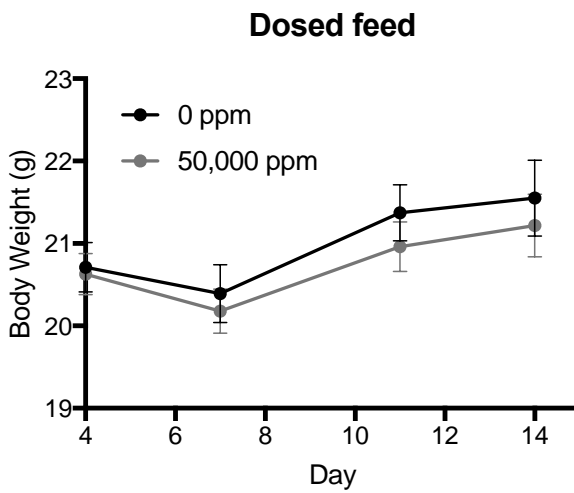 Dosed feed
23
0 ppm
50,000 ppm
22
21
20
19
Body Weight (g)
4 6 8 10 12 14
Day